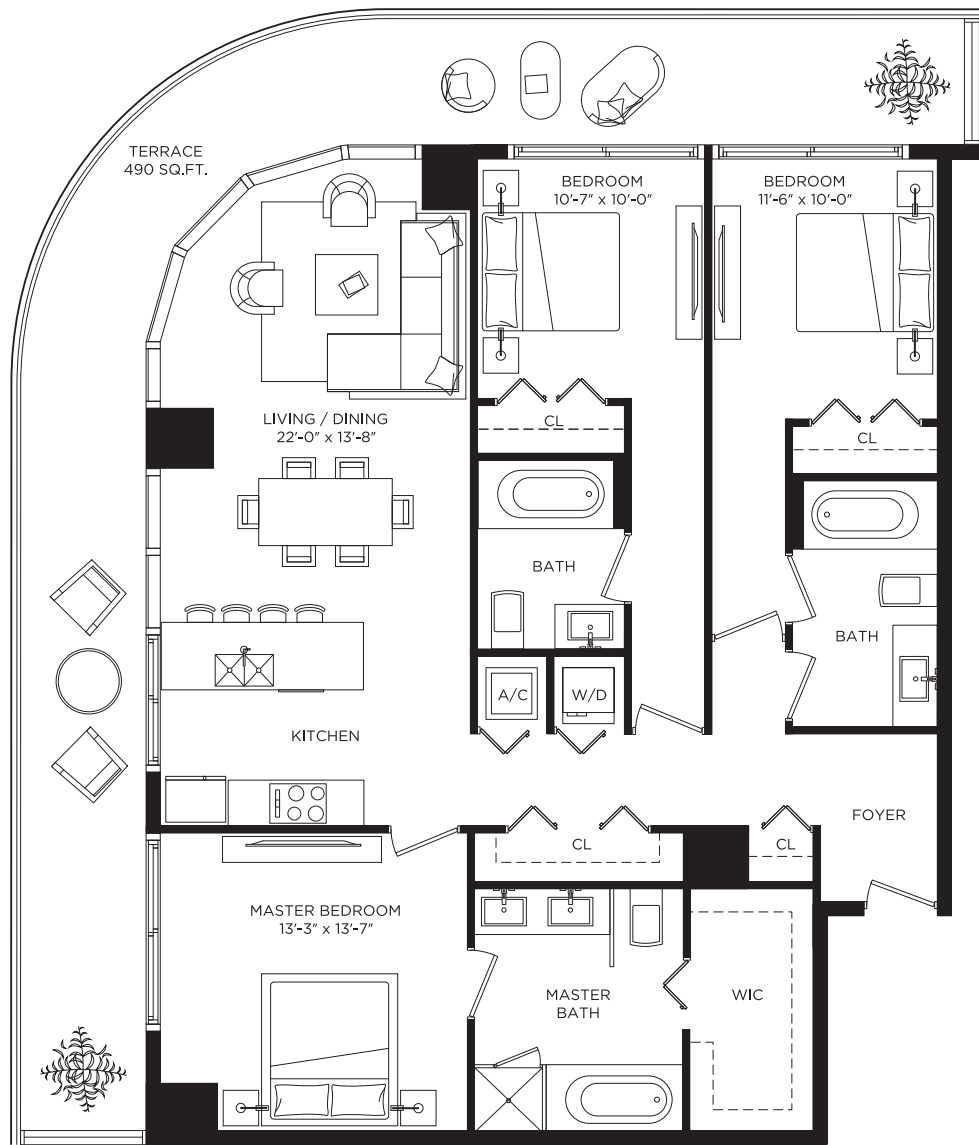 TERRACE
490 SQ.FT.
BEDROOM
10'-7" x 10'-0"
BEDROOM
11'-6" x 10'-0"
LIVING / DINING
22'-0" x 13'-8"
CL
CL
BATH
BATH
A/C
W/D
KITCHEN
FOYER
CL
CL
MASTER BEDROOM
13'-3" x 13'-7"
MASTER
BATH
WIC